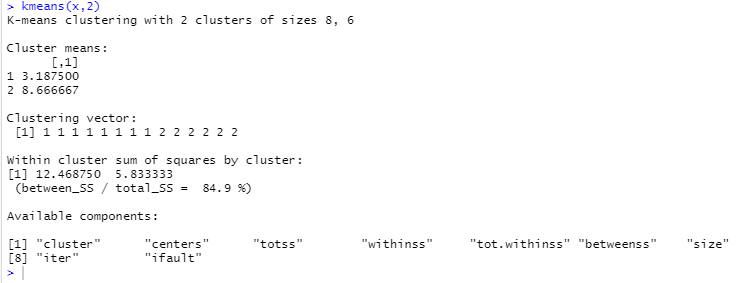 > kmeans(x,2)
K-means clustering with 2 clusters of sizes 8, 6
Cluster means:
[,1]
1 3.187500
2 8.666667
Clustering vector:
[1] 1 1 1 1 1 1 1 1 2 2 2 2 2 2
Within cluster sum of squares by cluster:
[1] 12.468750 5.833333
(between_SS / total_SS = 84.9 %)
Available components:
[1] "cluster" "centers" "totss" "withinss" "tot.withinss" "betweenss" "size"
[8] "iter" "ifault"
>